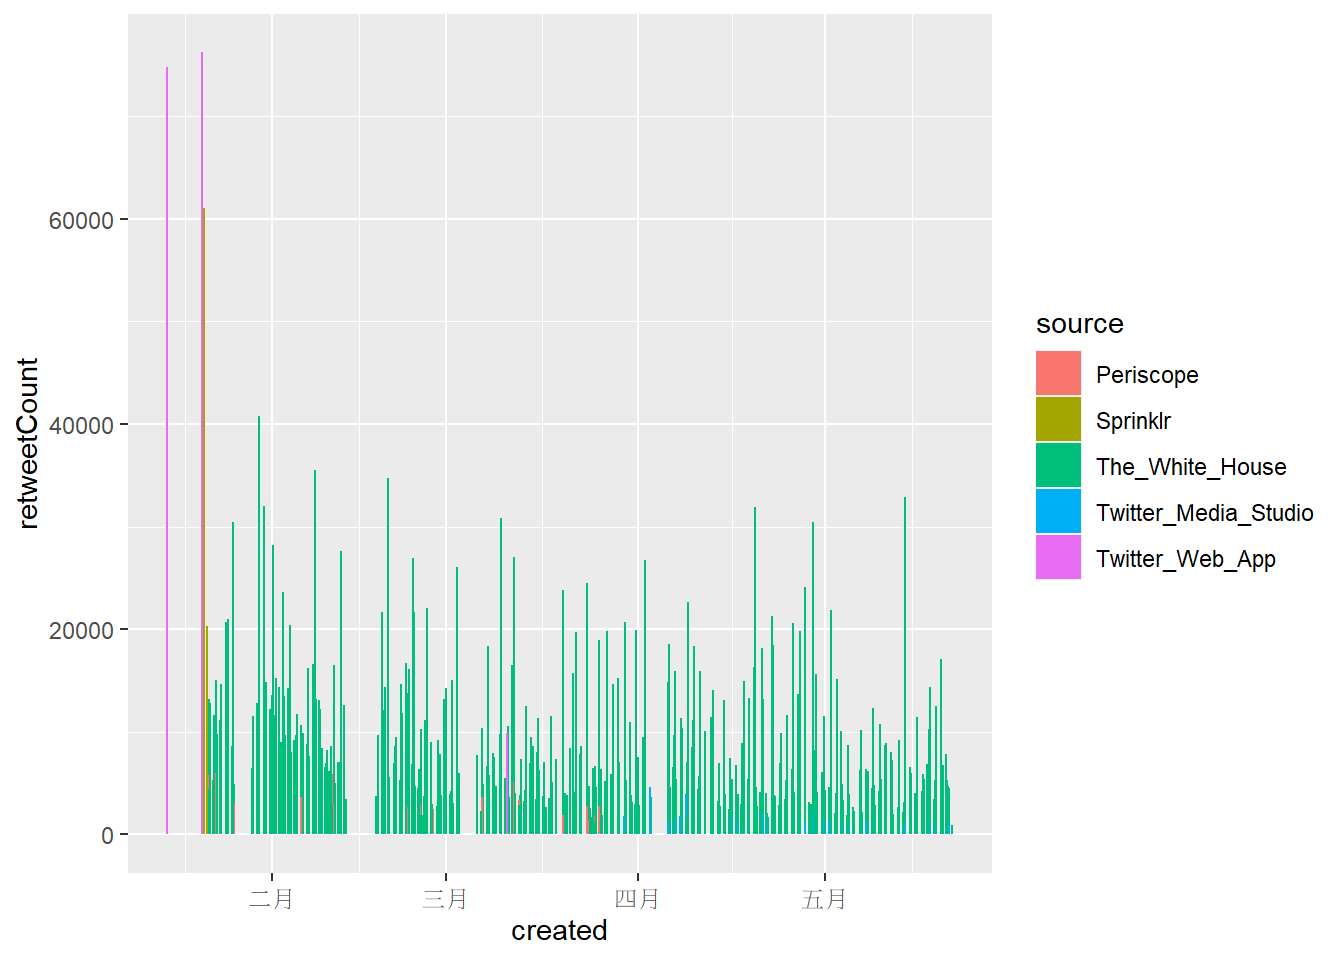 retweetCount
60000
40000
20000
0
二月
三月
四月
五月
created
source
Periscope
Sprinklr
The_White_House
Twitter_Media_Studio
Twitter_Web_App